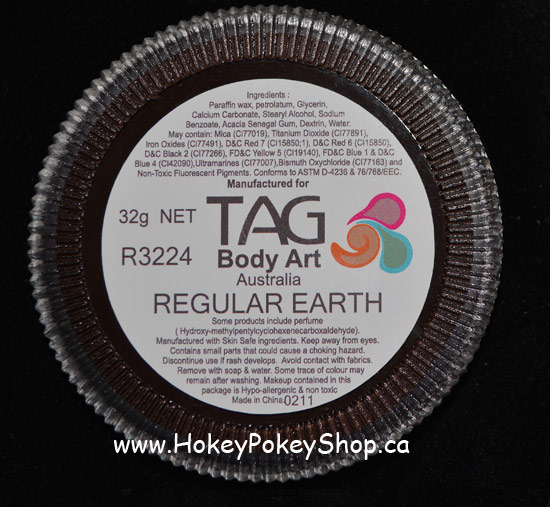 Ingredients :
Paraffin wax, petrolatum, Glycerin,
Calcium Carbonate, Stearyl Alcohol, Sodium
Benzoate, Acacia Senegal Gum, Dextrin, Water.
May contain: Mica (C77019), Titanium Dioxide (CI77891),
Iron Oxides (CI77491), D&C Red 7 (CI15850;1), D&C Red 6 (CI15850),
D&C Black 2 (CI77266), FD&C Yellow 5 (CI19140), FD&C Blue 1 & D&C
Blue 4 (CI42090),Ultramarines (CI77007),Bismuth Oxychloride (CI77163) and
Non-Toxic Fluorescent Pigments. Conforms to ASTM D-4236 & 76/768/EEC.
Manufactured for
32g NET
TAG
R3224
Body Art
Australia
REGULAR EARTH
Some products include perfume
( Hydroxy-methylpentylcyclohexenecarboxaldehyde).
Manufactured with Skin Safe ingredients. Keep away from eyes.
Contains small parts that could cause a choking hazard.
Discontinue use if rash develops. Avoid contact with fabrics.
Remove with soap & water. Some trace of colour may
remain after washing. Makeup contained in this
package is Hypo-allergenic & non toxic
Made in China.0211
www.HokeyPokeyShop.ca